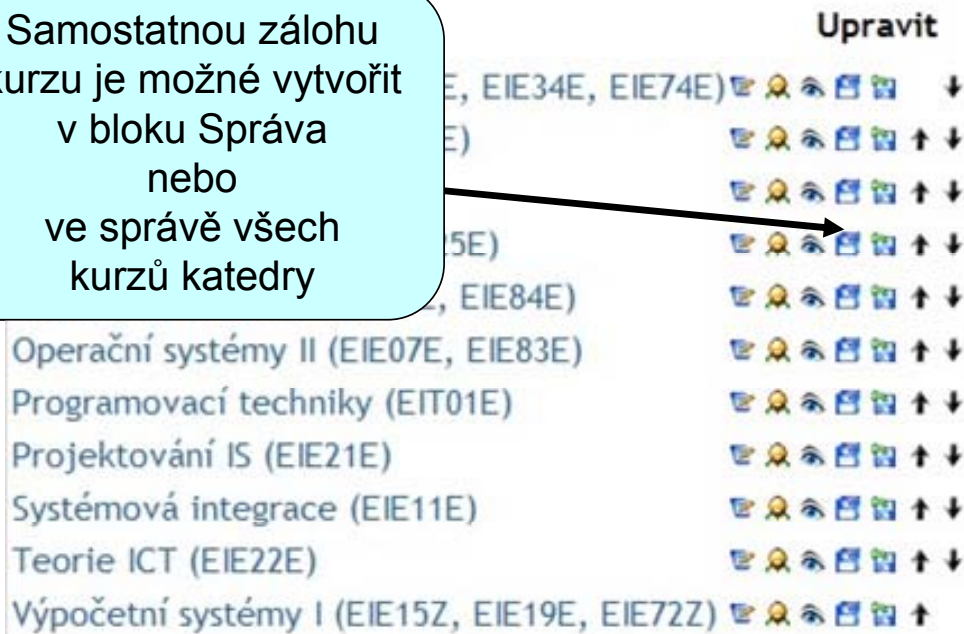 Samostatnou zálohu
kurzu je možné vytvořit
v bloku Správa
nebo
ve správě všech
kurzů katedry
Upravit
E, EIE34E, EIE74E)
E)
25E)
, EIE84E)
Operační systémy II (EIE07E, EIE83E)
Programovací techniky (EIT01E)
Projektování IS (EIE21E)
Systémová integrace (EIE11E)
Teorie ICT (EIE22E)
Výpočetní systémy I (EIE15Z, EIE19E, EIE72Z)